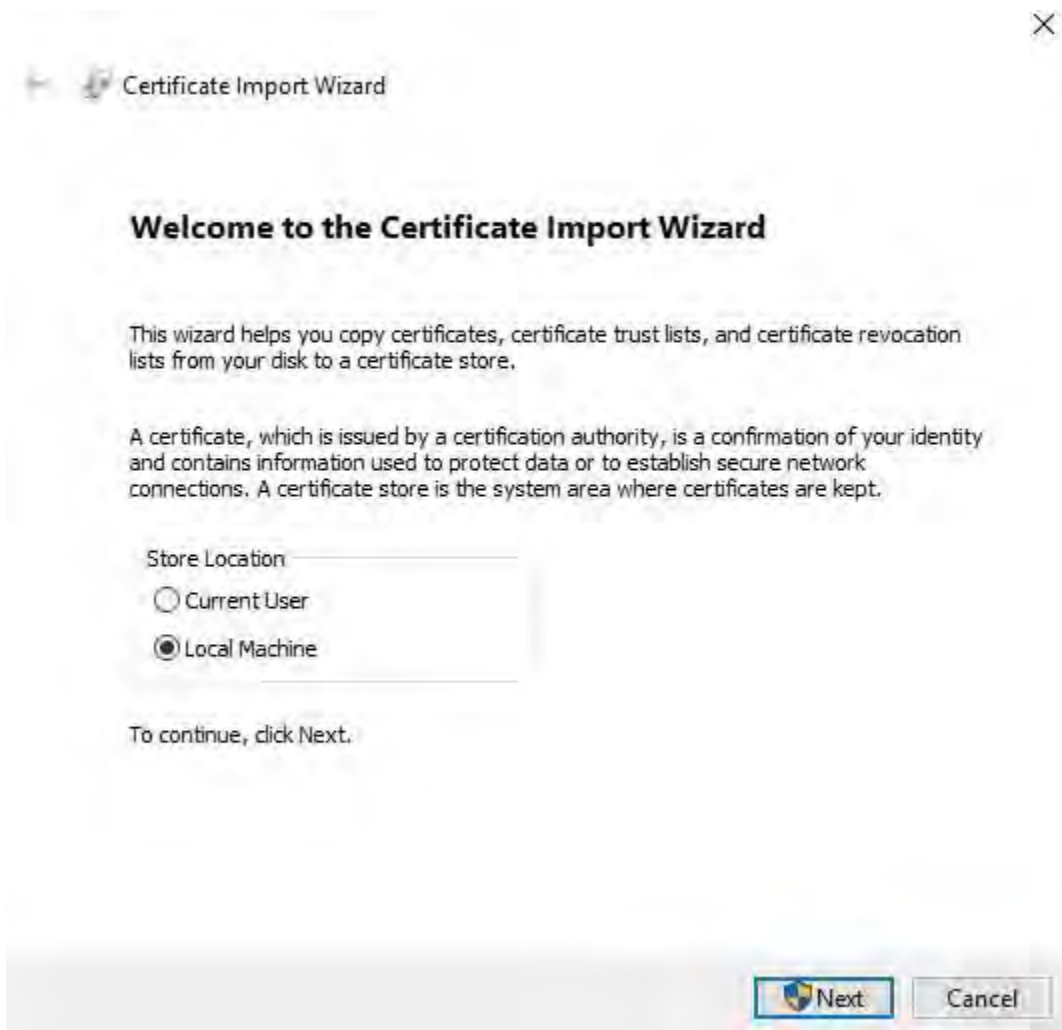 Certificate Import Wizard
Welcome to the Certificate Import Wizard
This wizard helps you copy certificates, certificate trust lists, and certificate revocation
lists from your disk to a certificate store.
A certificate, which is issued by a certification authority, is a confirmation of your identity
and contains information used to protect data or to establish secure network
connections. A certificate store is the system area where certificates are kept.
Store Location
Current User
Local Machine
To continue, click Next.
Next
Cancel